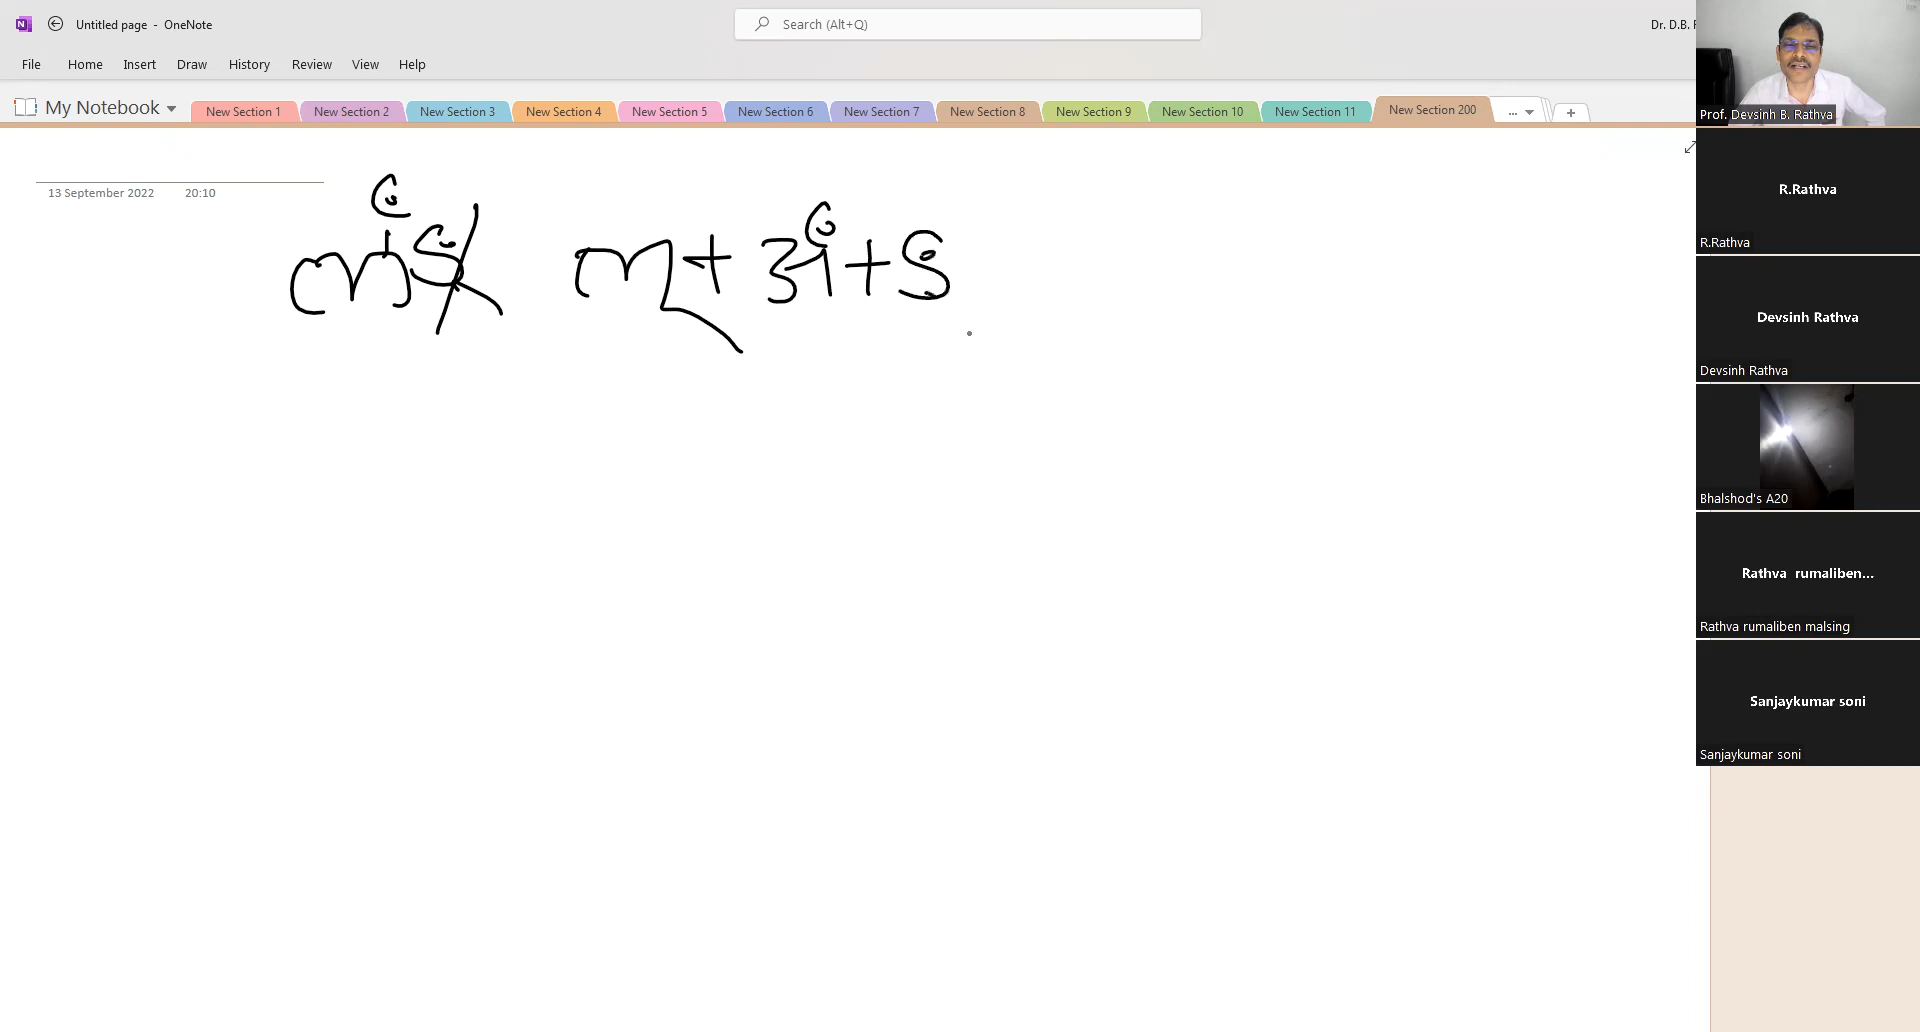 Untitled page - OneNote
Search (Alt+Q)
Dr. D.B.
File Home Insert Draw History Review View Help
My Notebook
New Section 1 New Section 2 New Section 3 New Section 4 New Section 5 New Section 6 New Section 7 New Section 8 New Section 9 New Section 10 New Section 11 New Section 200 ...
13 September 2022 20:10
Prof. Devsinh B. Rathva
R.Rathva
R.Rathva
Devsinh Rathva
Devsinh Rathva
Bhalshod's A20
Rathva rumaliben...
Rathva rumaliben malsing
Sanjaykumar soni
Sanjaykumar soni